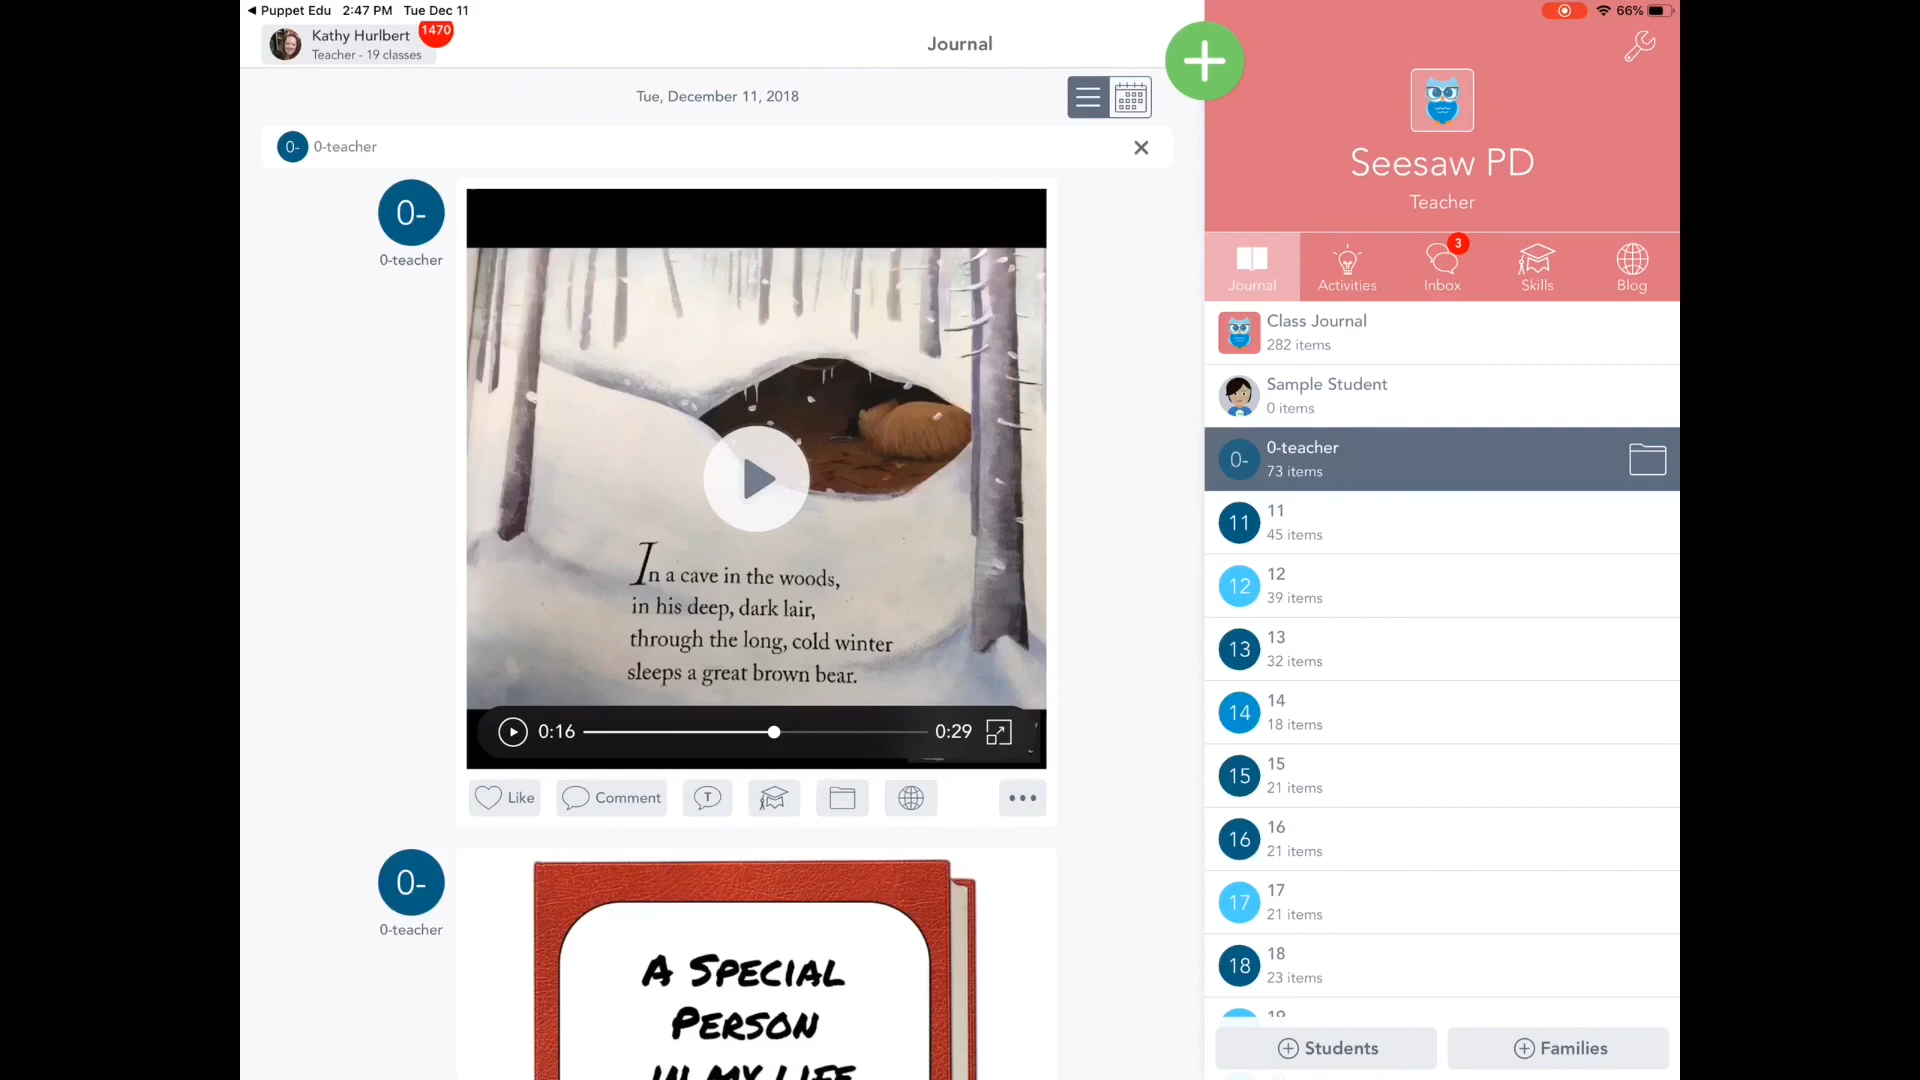 Puppet Edu 2:47 PM Tue Dec 11
66%
Kathy Hurlbert
1470
Teacher - 19 classes
Journal
Tue, December 11, 2018
0- 0-teacher
0-
0-teacher
In a cave in the woods,
in his deep, dark lair,
through the long, cold winter
sleeps a great brown bear.
0:16
0:29
Like
Comment
T
0-
0-teacher
A SPECIAL
PERSON
IN MY LIFE
Seesaw PD
Teacher
Journal
Activities
3
Inbox
Skills
Blog
Class Journal
282 items
Sample Student
0 items
0-
0-teacher
73 items
11
11
45 items
12
12
39 items
13
13
32 items
14
14
18 items
15
15
21 items
16
16
21 items
17
17
21 items
18
18
23 items
19
Students
Families